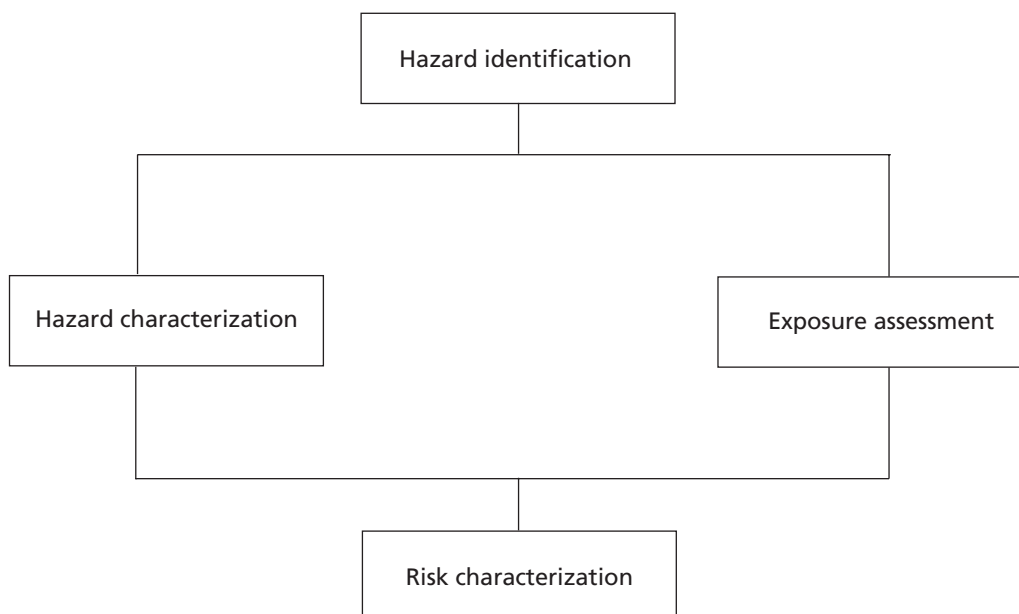 Hazard identification
Hazard characterization
Exposure assessment
Risk characterization